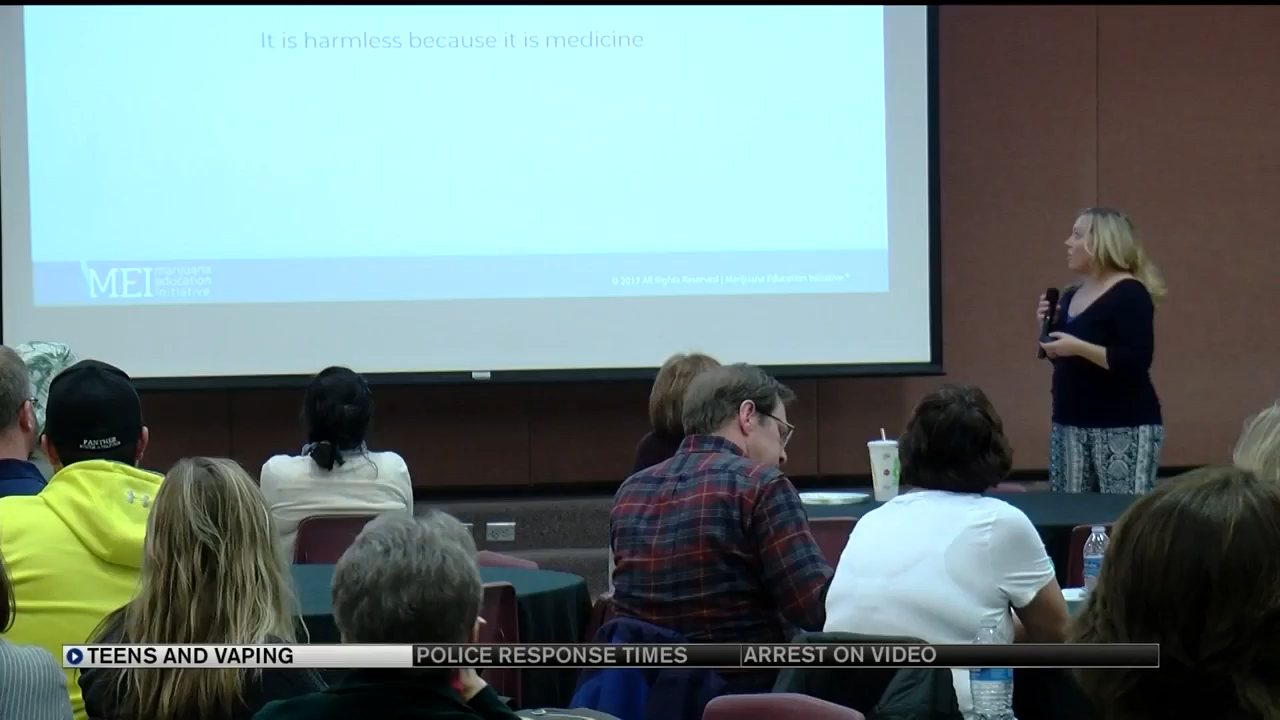 It is harmless because it is medicine
MEI marijuana
education
initiative
© 2017 All Rights Reserved | Marijuana Education Initiative
PANTHER
TEENS AND VAPING POLICE RESPONSE TIMES ARREST ON VIDEO